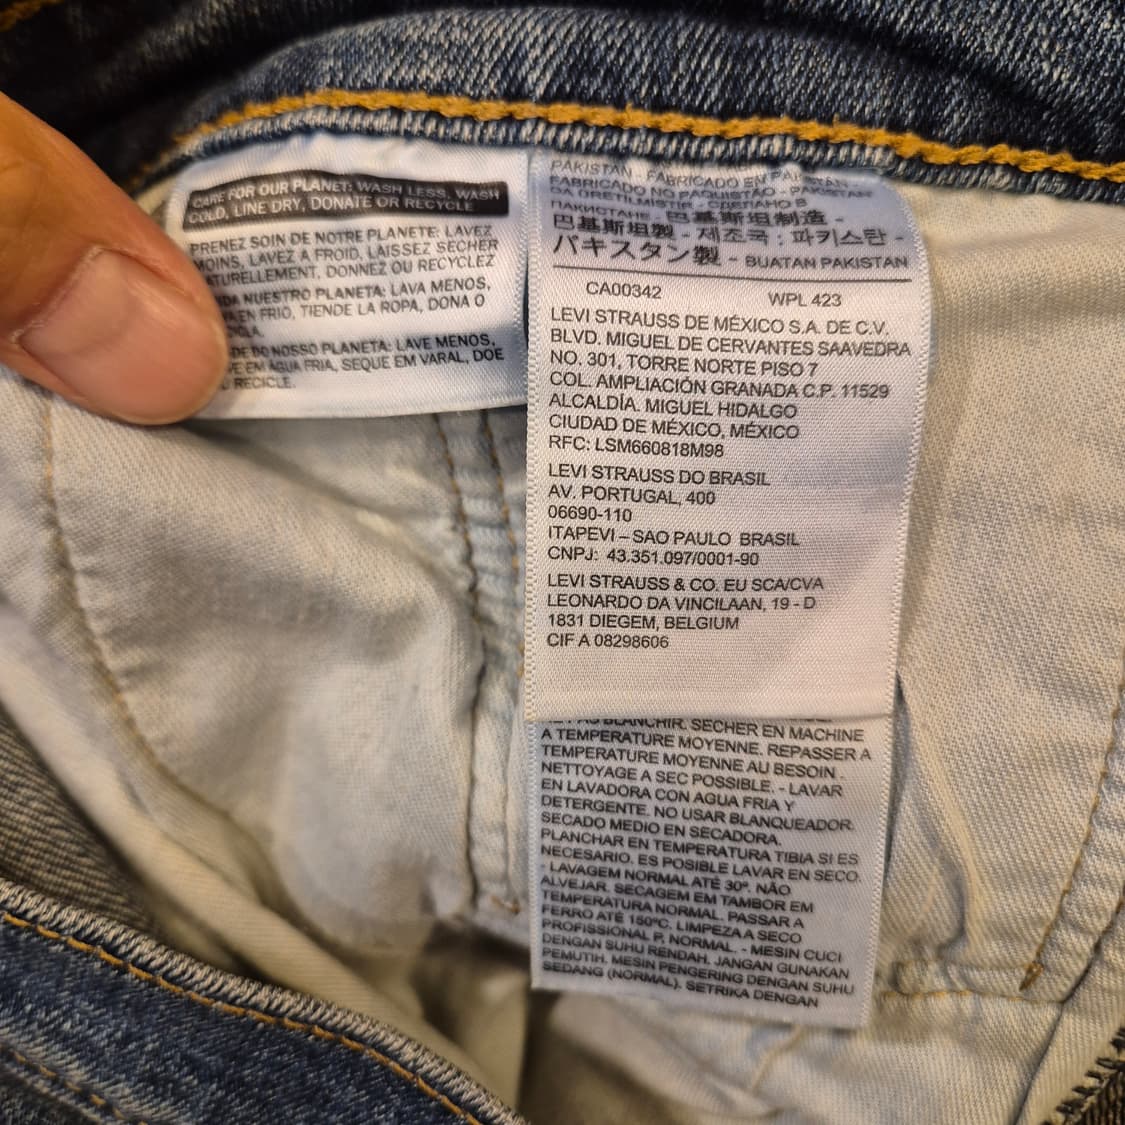 CARE FOR OUR PLANET: WASH LESS, WASH
COLD, LINE DRY, DONATE OR RECYCLE
PRENEZ SOIN DE NOTRE PLANETE: LAVEZ
MOINS, LAVEZ A FROID, LAISSEZ SECHER
NATURELLEMENT, DONNEZ OU RECYCLEZ
NUESTRO PLANETA: LAVA MENOS,
EN FRIO, TIENDE LA ROPA, DONA O
DE DO NOSSO PLANETA: LAVE MENOS,
EM AGUA FRIA, SEQUE EM VARAL, DOE
RECICLE.
PAKISTAN - FABRICADO EN PAKISTAN -
FABRICADO NO PAQUISTÃO - PAKISTAN
DA ÜRETİLMİSTİR - СДЕЛАНО В
ПАКИСТАНЕ - 巴基斯坦製造 -
巴基斯坦制造 - 제조국 : 파키스탄 -
パキスタン製 - BUATAN PAKISTAN
CA00342 WPL 423
LEVI STRAUSS DE MÉXICO S.A. DE C.V.
BLVD. MIGUEL DE CERVANTES SAAVEDRA
NO. 301, TORRE NORTE PISO 7
COL. AMPLIACIÓN GRANADA C.P. 11529
ALCALDÍA. MIGUEL HIDALGO
CIUDAD DE MÉXICO, MÉXICO
RFC: LSM660818M98
LEVI STRAUSS DO BRASIL
AV. PORTUGAL, 400
06690-110
ITAPEVI – SAO PAULO BRASIL
CNPJ: 43.351.097/0001-90
LEVI STRAUSS & CO. EU SCA/CVA
LEONARDO DA VINCILAAN, 19 - D
1831 DIEGEM, BELGIUM
CIF A 08298606
PAS BLANCHIR. SECHER EN MACHINE
A TEMPERATURE MOYENNE. REPASSER A
TEMPERATURE MOYENNE AU BESOIN .
NETTOYAGE A SEC POSSIBLE. - LAVAR
EN LAVADORA CON AGUA FRIA Y
DETERGENTE. NO USAR BLANQUEADOR.
SECADO MEDIO EN SECADORA.
PLANCHAR EN TEMPERATURA TIBIA SI ES
NECESARIO. ES POSIBLE LAVAR EN SECO.
- LAVAGEM NORMAL ATÉ 30º. NÃO
ALVEJAR. SECAGEM EM TAMBOR EM
TEMPERATURA NORMAL. PASSAR A
FERRO ATÉ 150ºC. LIMPEZA A SECO
PROFISSIONAL P, NORMAL. - MESIN CUCI
DENGAN SUHU RENDAH. JANGAN GUNAKAN
PEMUTIH. MESIN PENGERING DENGAN SUHU
SEDANG (NORMAL). SETRIKA DENGAN